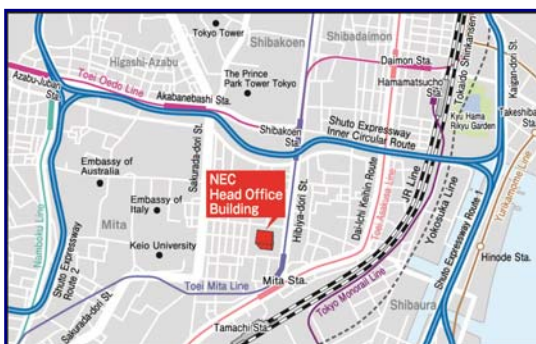 Tokyo Tower
Shibakoen
Shibadaimon
Higashi-Azabu
Azabu-Juban
Sta.
Toei Oedo Line
The Prince
Park Tower Tokyo
Akabanebashi Sta.
Daimon Sta.
Hamamatsucho
Sta.
Tokaido Shinkansen
Kaigan-dori St.
Kyu Hama
Rikyu Garden
Takeshiba
Sta.
Shibakoen
Sta.
Shuto Expressway
Inner Circular Route
Embassy of
Australia
Sakurada-dori St.
Embassy of
Italy
Mita
Keio University
NEC
Head Office
Building
Hibiya-dori St.
Dai-Ichi Keihin Route
Toei Asakusa Line
JR Line
Yokosuka Line
Shuto Expressway Route 1
Yurikamome Line
Hinode Sta.
Namboku Line
Shuto Expressway
Route 2
Toei Mita Line
Mita Sta.
Tokyo Monorail Line
Sakurada-dori St.
Tamachi Sta.
Shibaura